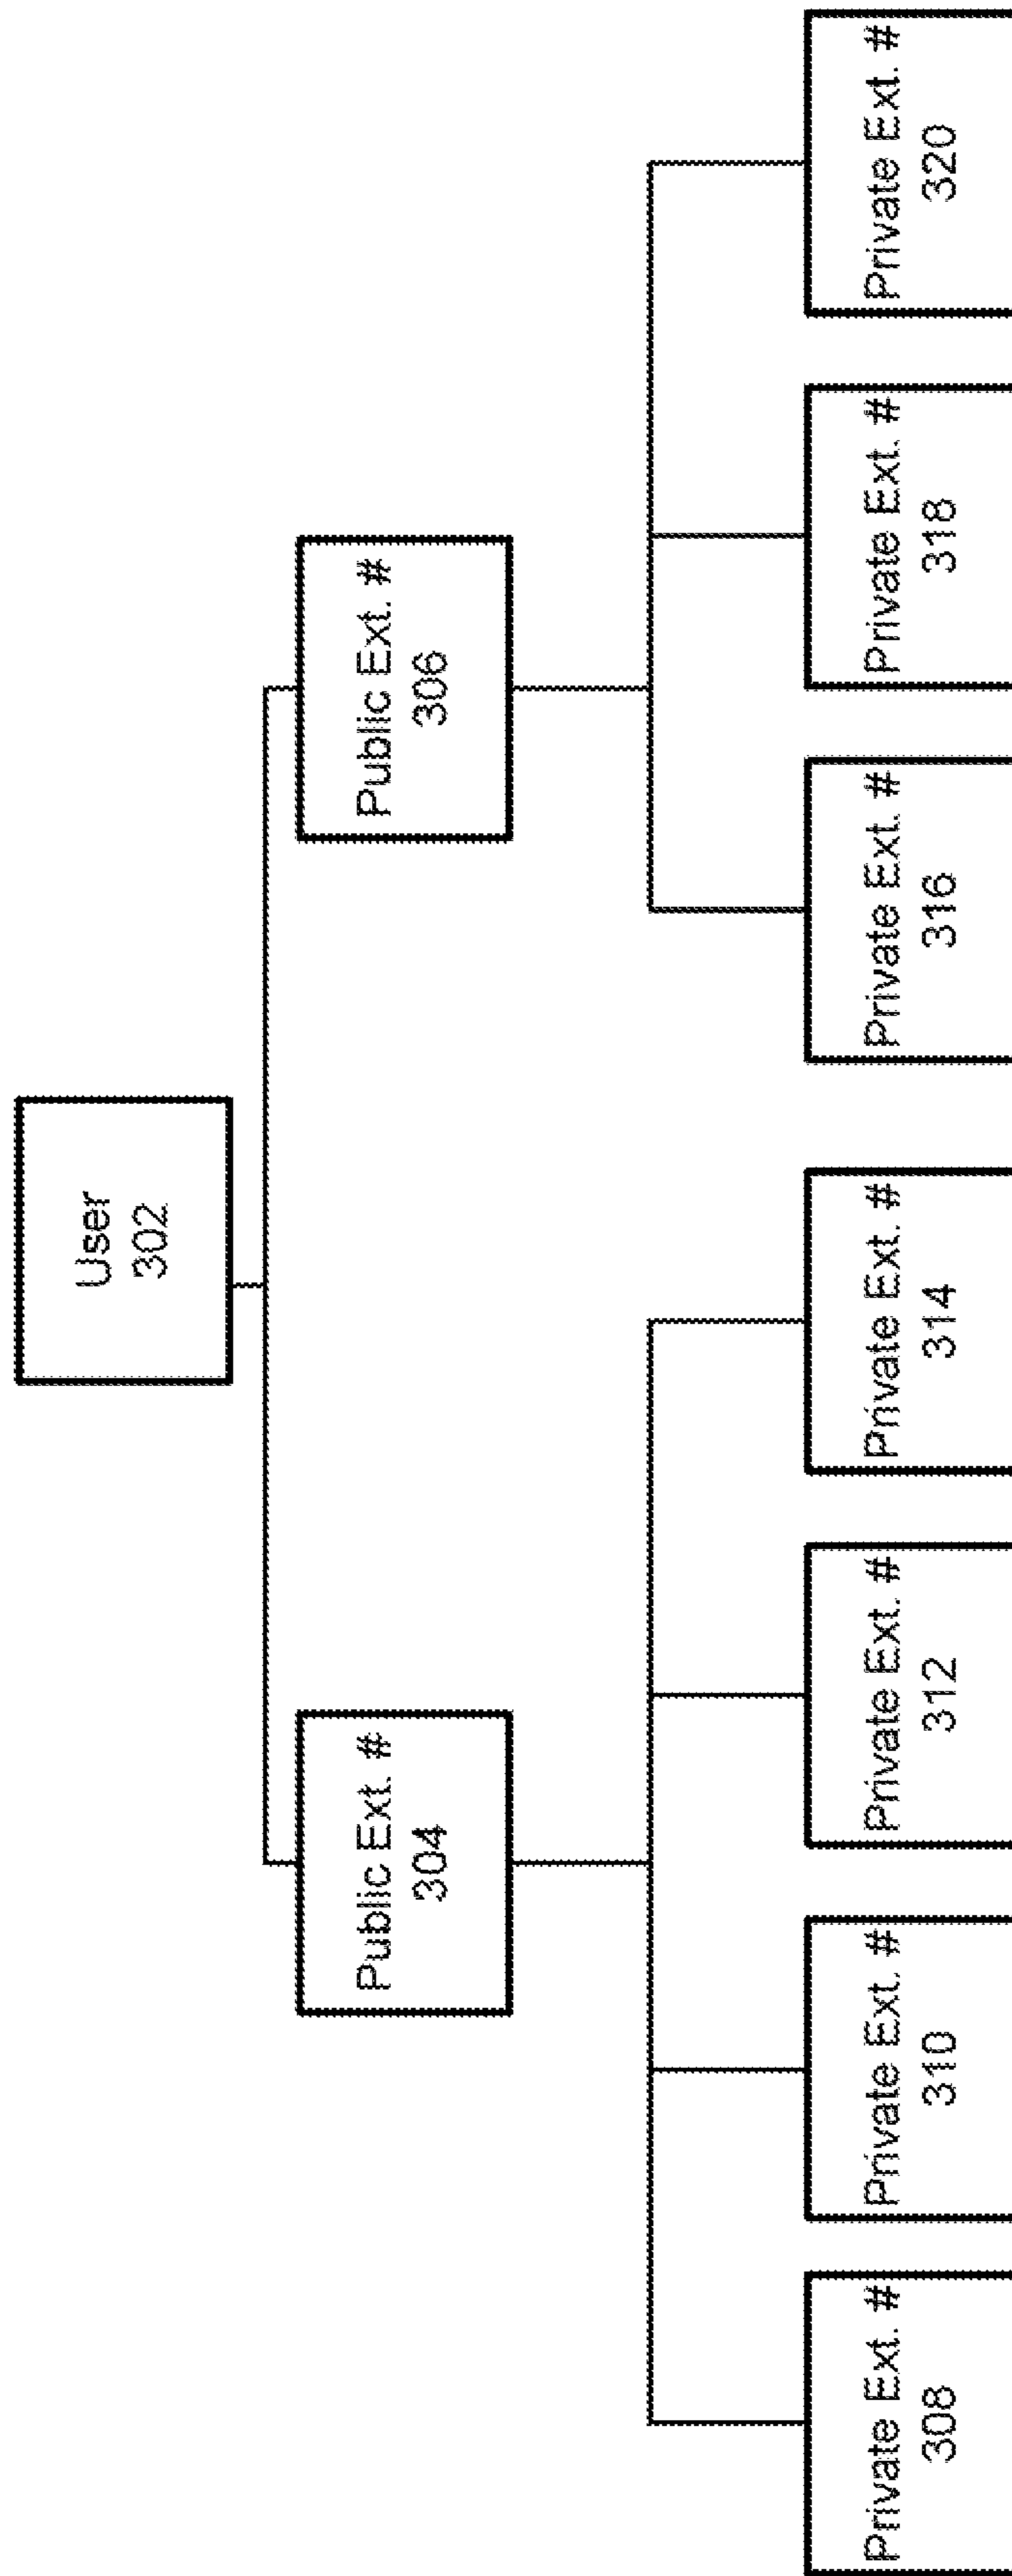 User
302
Public Ext. #
304
Public Ext. #
306
Private Ext. #
308
Private Ext. #
310
Private Ext. #
312
Private Ext. #
314
Private Ext. #
316
Private Ext. #
318
Private Ext. #
320